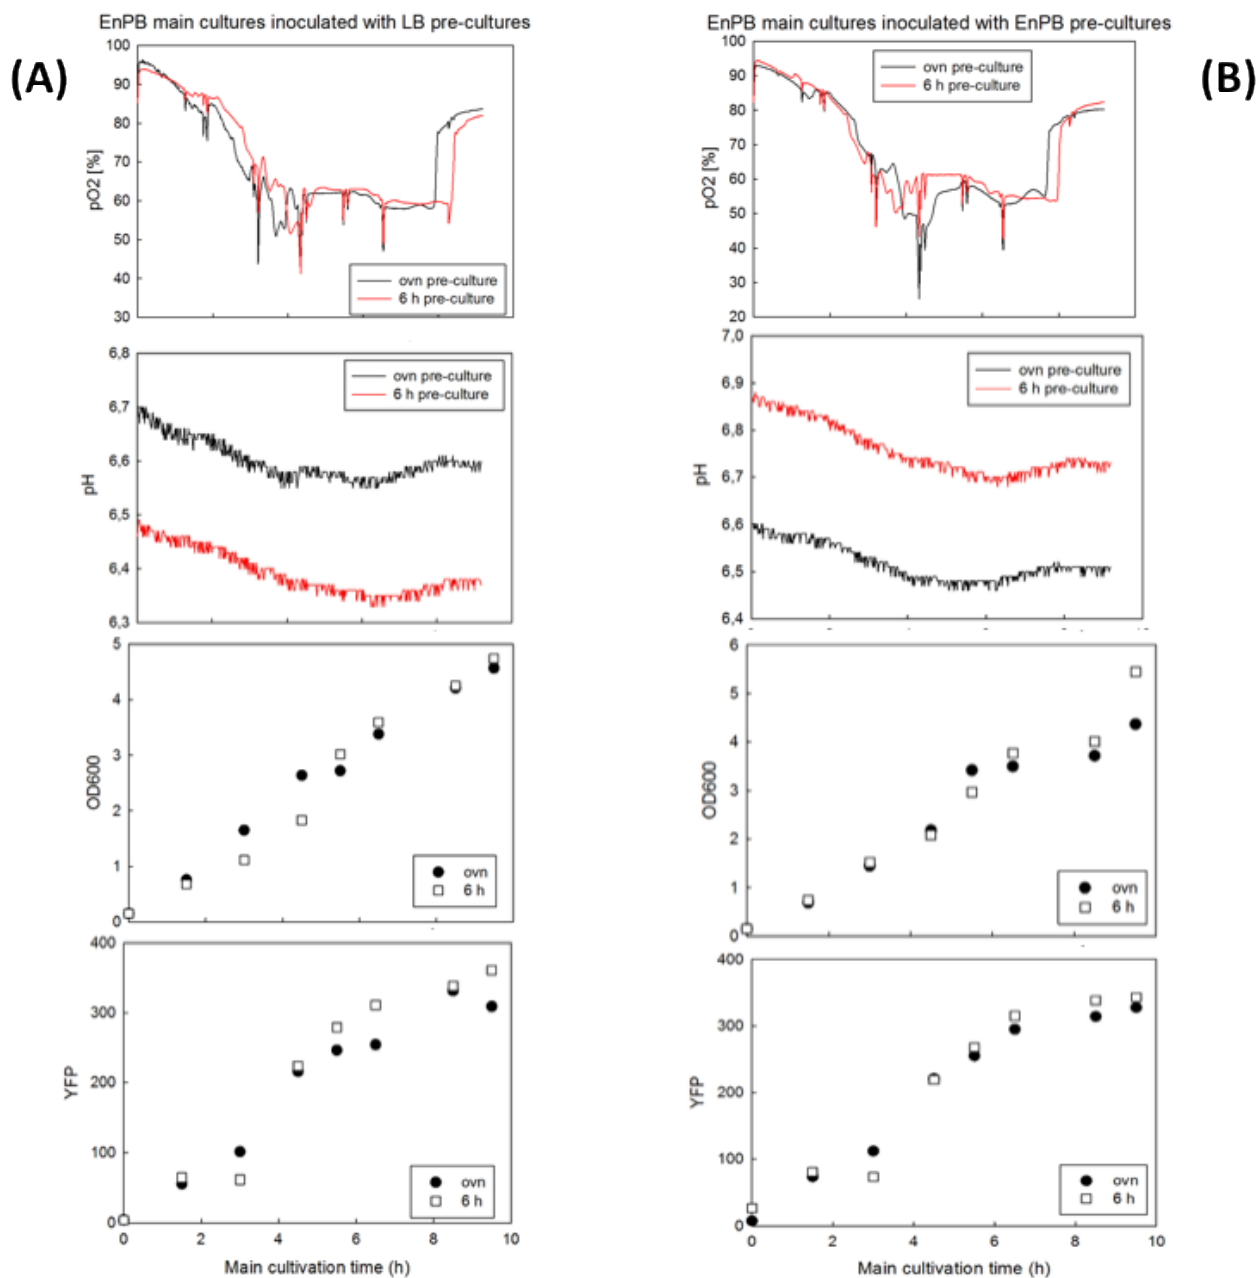 EnPB main cultures inoculated with LB pre-cultures
(A)
100
90
80
70
60
50
40
30
pO2 [%]
ovn pre-culture
6 h pre-culture
6,8
6,7
6,6
6,5
6,4
6,3
pH
ovn pre-culture
6 h pre-culture
5
4
3
2
1
0
OD600
ovn
6 h
400
300
200
100
0
YFP
ovn
6 h
0 2 4 6 8 10
Main cultivation time (h)
EnPB main cultures inoculated with EnPB pre-cultures
(B)
100
90
80
70
60
50
40
30
20
pO2 [%]
ovn pre-culture
6 h pre-culture
7,0
6,9
6,8
6,7
6,6
6,5
6,4
pH
ovn pre-culture
6 h pre-culture
6
5
4
3
2
1
0
OD600
ovn
6 h
400
300
200
100
0
YFP
ovn
6 h
0 2 4 6 8 10
Main cultivation time (h)